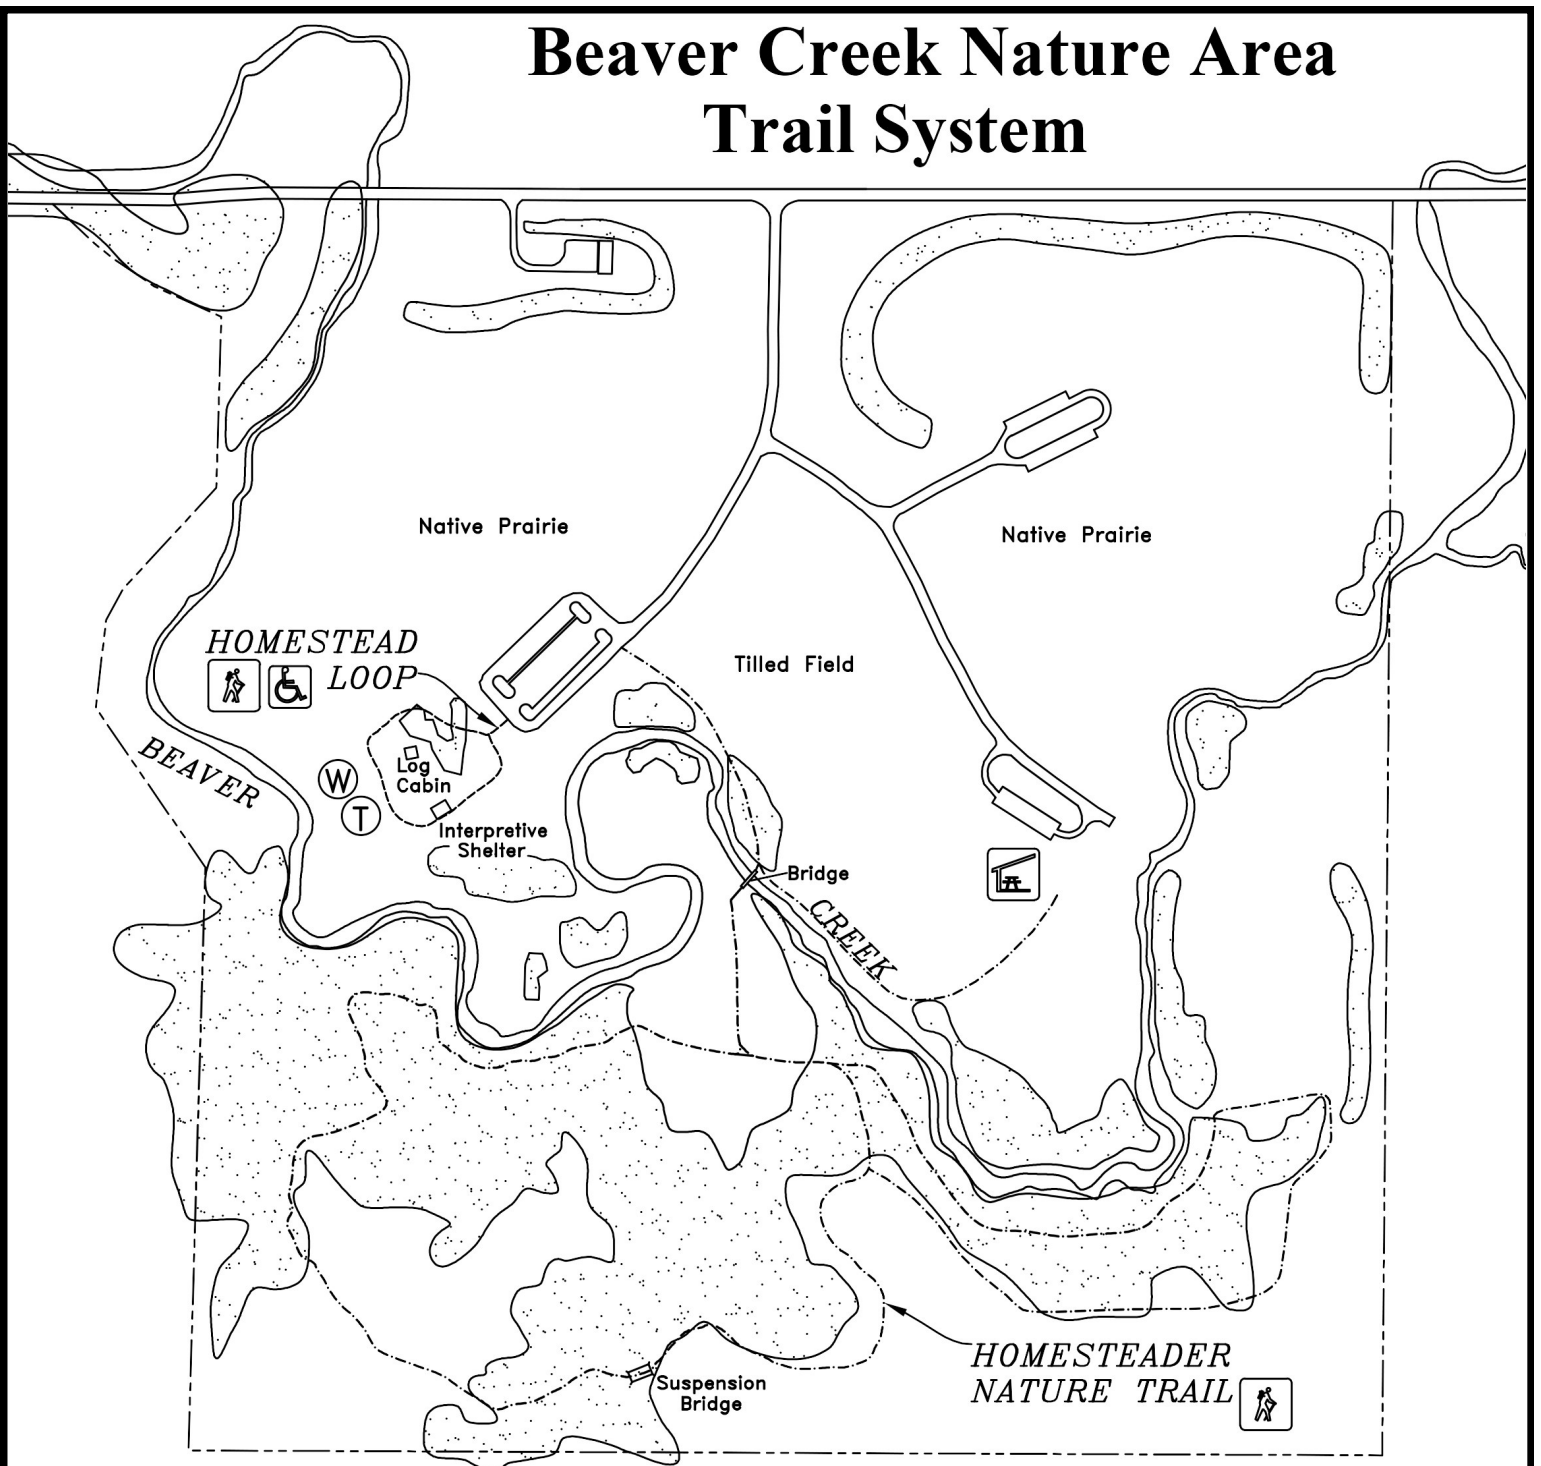 Beaver Creek Nature Area
Trail System
Native Prairie
Native Prairie
HOMESTEAD
LOOP
Tilled Field
BEAVER
W
T
Log
Cabin
Interpretive
Shelter
Bridge
CREEK
HOMESTEADER
NATURE TRAIL
Suspension
Bridge